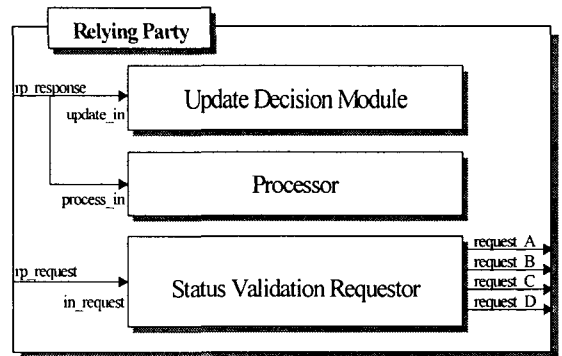 Relying Party
rp_response
Update Decision Module
update_in
Processor
process_in
request_A
rp_request
request_B
Status Validation Requestor
request_C
in_request
request_D